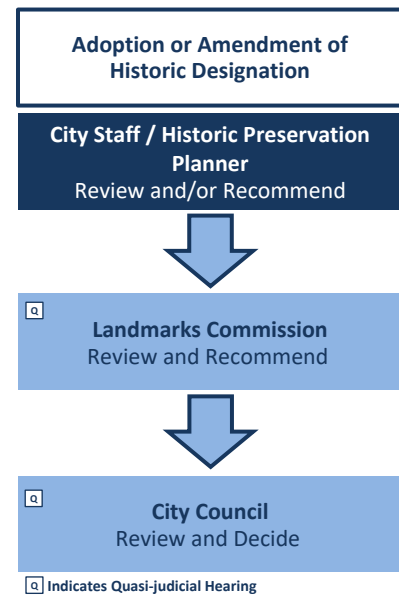 Adoption or Amendment of
Historic Designation
City Staff / Historic Preservation
Planner
Review and/or Recommend
Q
Landmarks Commission
Review and Recommend
Q
City Council
Review and Decide
Q Indicates Quasi-judicial Hearing